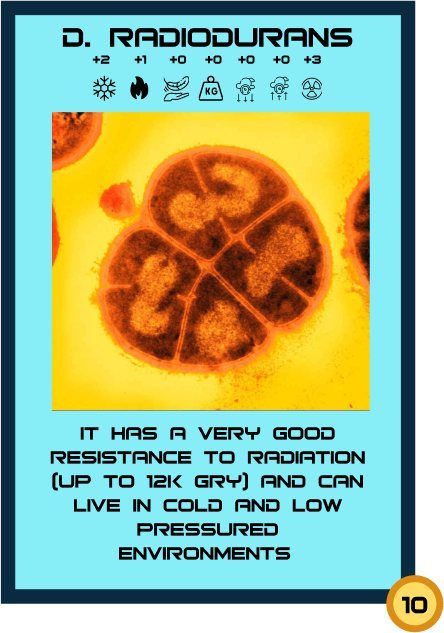 D. RADIODURANS
+2 +1 +0 +0 +0 +0 +3
KG
IT HAS A VERY GOOD
RESISTANCE TO RADIATION
(UP TO 12K GRY) AND CAN
LIVE IN COLD AND LOW
PRESSURED
ENVIRONMENTS
10